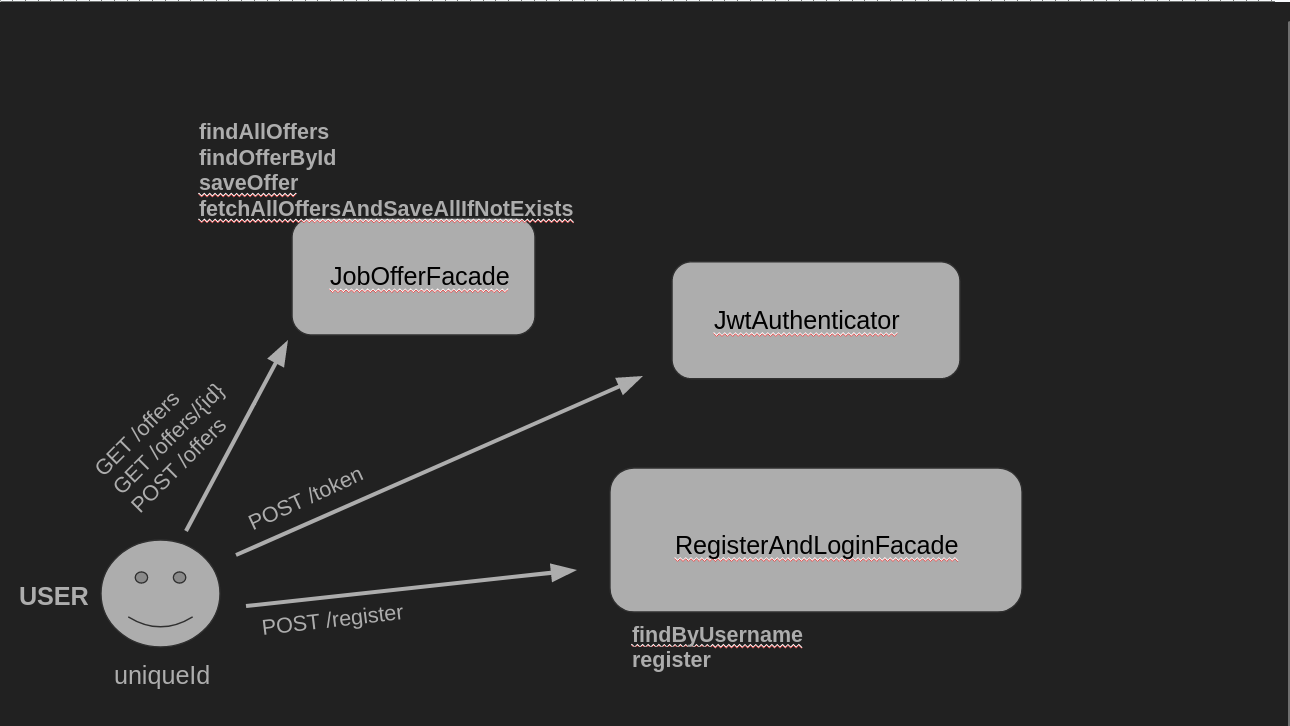 findAllOffers
findOfferById
saveOffer
fetchAllOffersAndSaveAllIfNotExists
JobOfferFacade
JwtAuthenticator
GET /offers
GET /offers/{id}
POST /offers
POST /token
RegisterAndLoginFacade
USER
POST /register
findByUsername
register
uniqueId